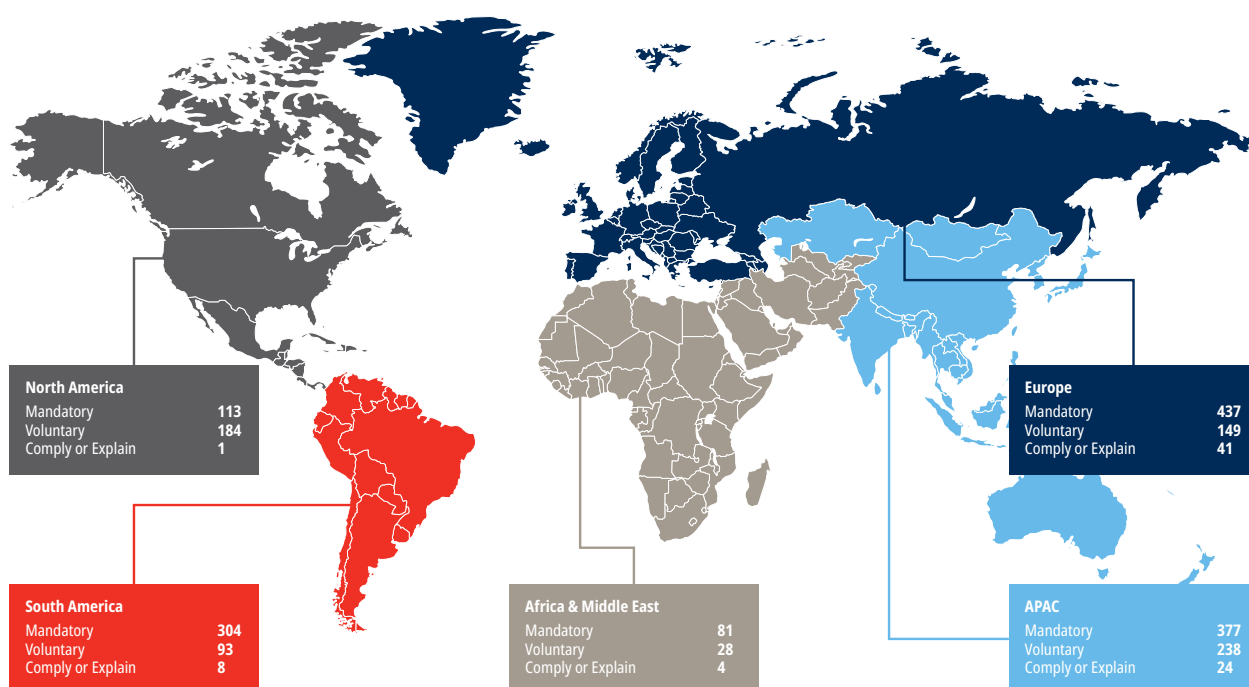 North America
Mandatory 113
Voluntary 184
Comply or Explain 1
Europe
Mandatory 437
Voluntary 149
Comply or Explain 41
South America
Mandatory 304
Voluntary 93
Comply or Explain 8
Africa & Middle East
Mandatory 81
Voluntary 28
Comply or Explain 4
APAC
Mandatory 377
Voluntary 238
Comply or Explain 24